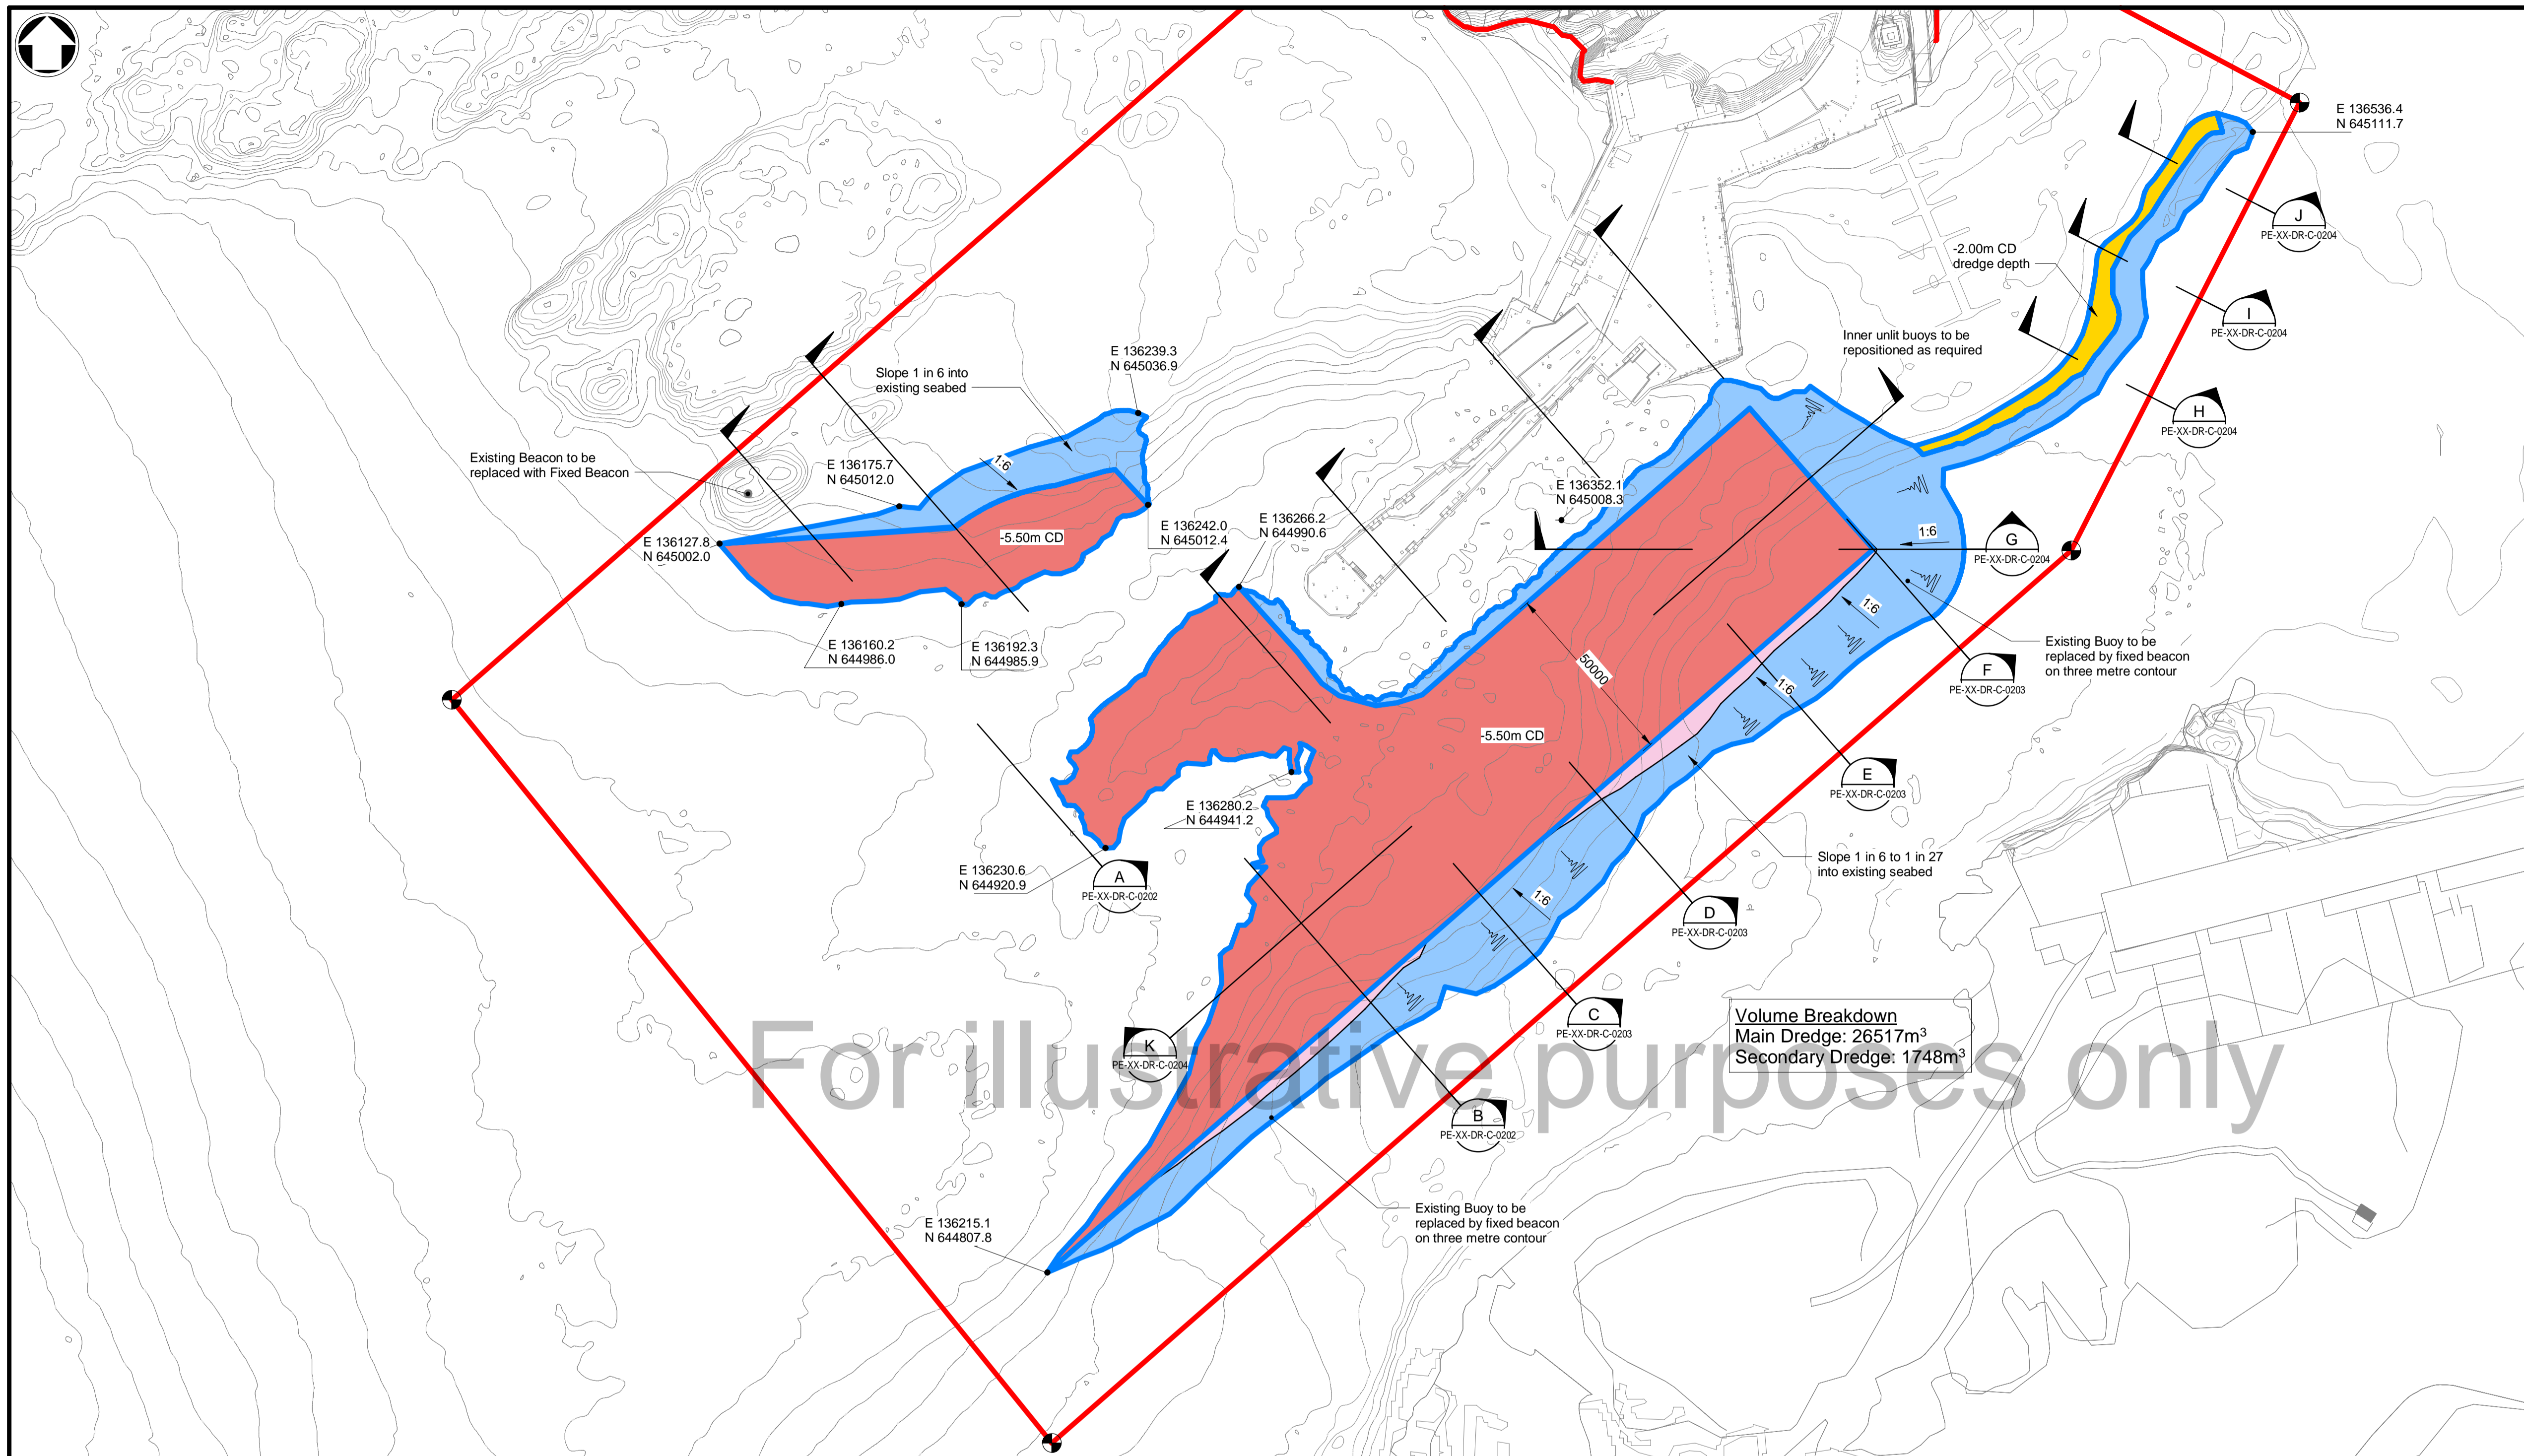 E 136536.4
N 645111.7
J
PE-XX-DR-C-0204
-2.00m CD
dredge depth
I
PE-XX-DR-C-0204
Inner unlit buoys to be
repositioned as required
E 136239.3
N 645036.9
Slope 1 in 6 into
existing seabed
H
PE-XX-DR-C-0204
Existing Beacon to be
replaced with Fixed Beacon
1:6
E 136175.7
N 645012.0
E 136352.1
N 645008.3
E 136242.0
N 645012.4
E 136266.2
N 644990.6
-5.50m CD
E 136127.8
N 645002.0
1:6
G
PE-XX-DR-C-0204
1:6
E 136160.2
N 644986.0
E 136192.3
N 644985.9
50000
Existing Buoy to be
replaced by fixed beacon
on three metre contour
F
PE-XX-DR-C-0203
1:6
-5.50m CD
E
PE-XX-DR-C-0203
E 136280.2
N 644941.2
Slope 1 in 6 to 1 in 27
into existing seabed
E 136230.6
N 644920.9
A
PE-XX-DR-C-0202
1:6
D
PE-XX-DR-C-0203
C
PE-XX-DR-C-0203
Volume Breakdown
Main Dredge: 26517m³
Secondary Dredge: 1748m³
K
PE-XX-DR-C-0204
For illustrative purposes only
B
PE-XX-DR-C-0202
Existing Buoy to be
replaced by fixed beacon
on three metre contour
E 136215.1
N 644807.8